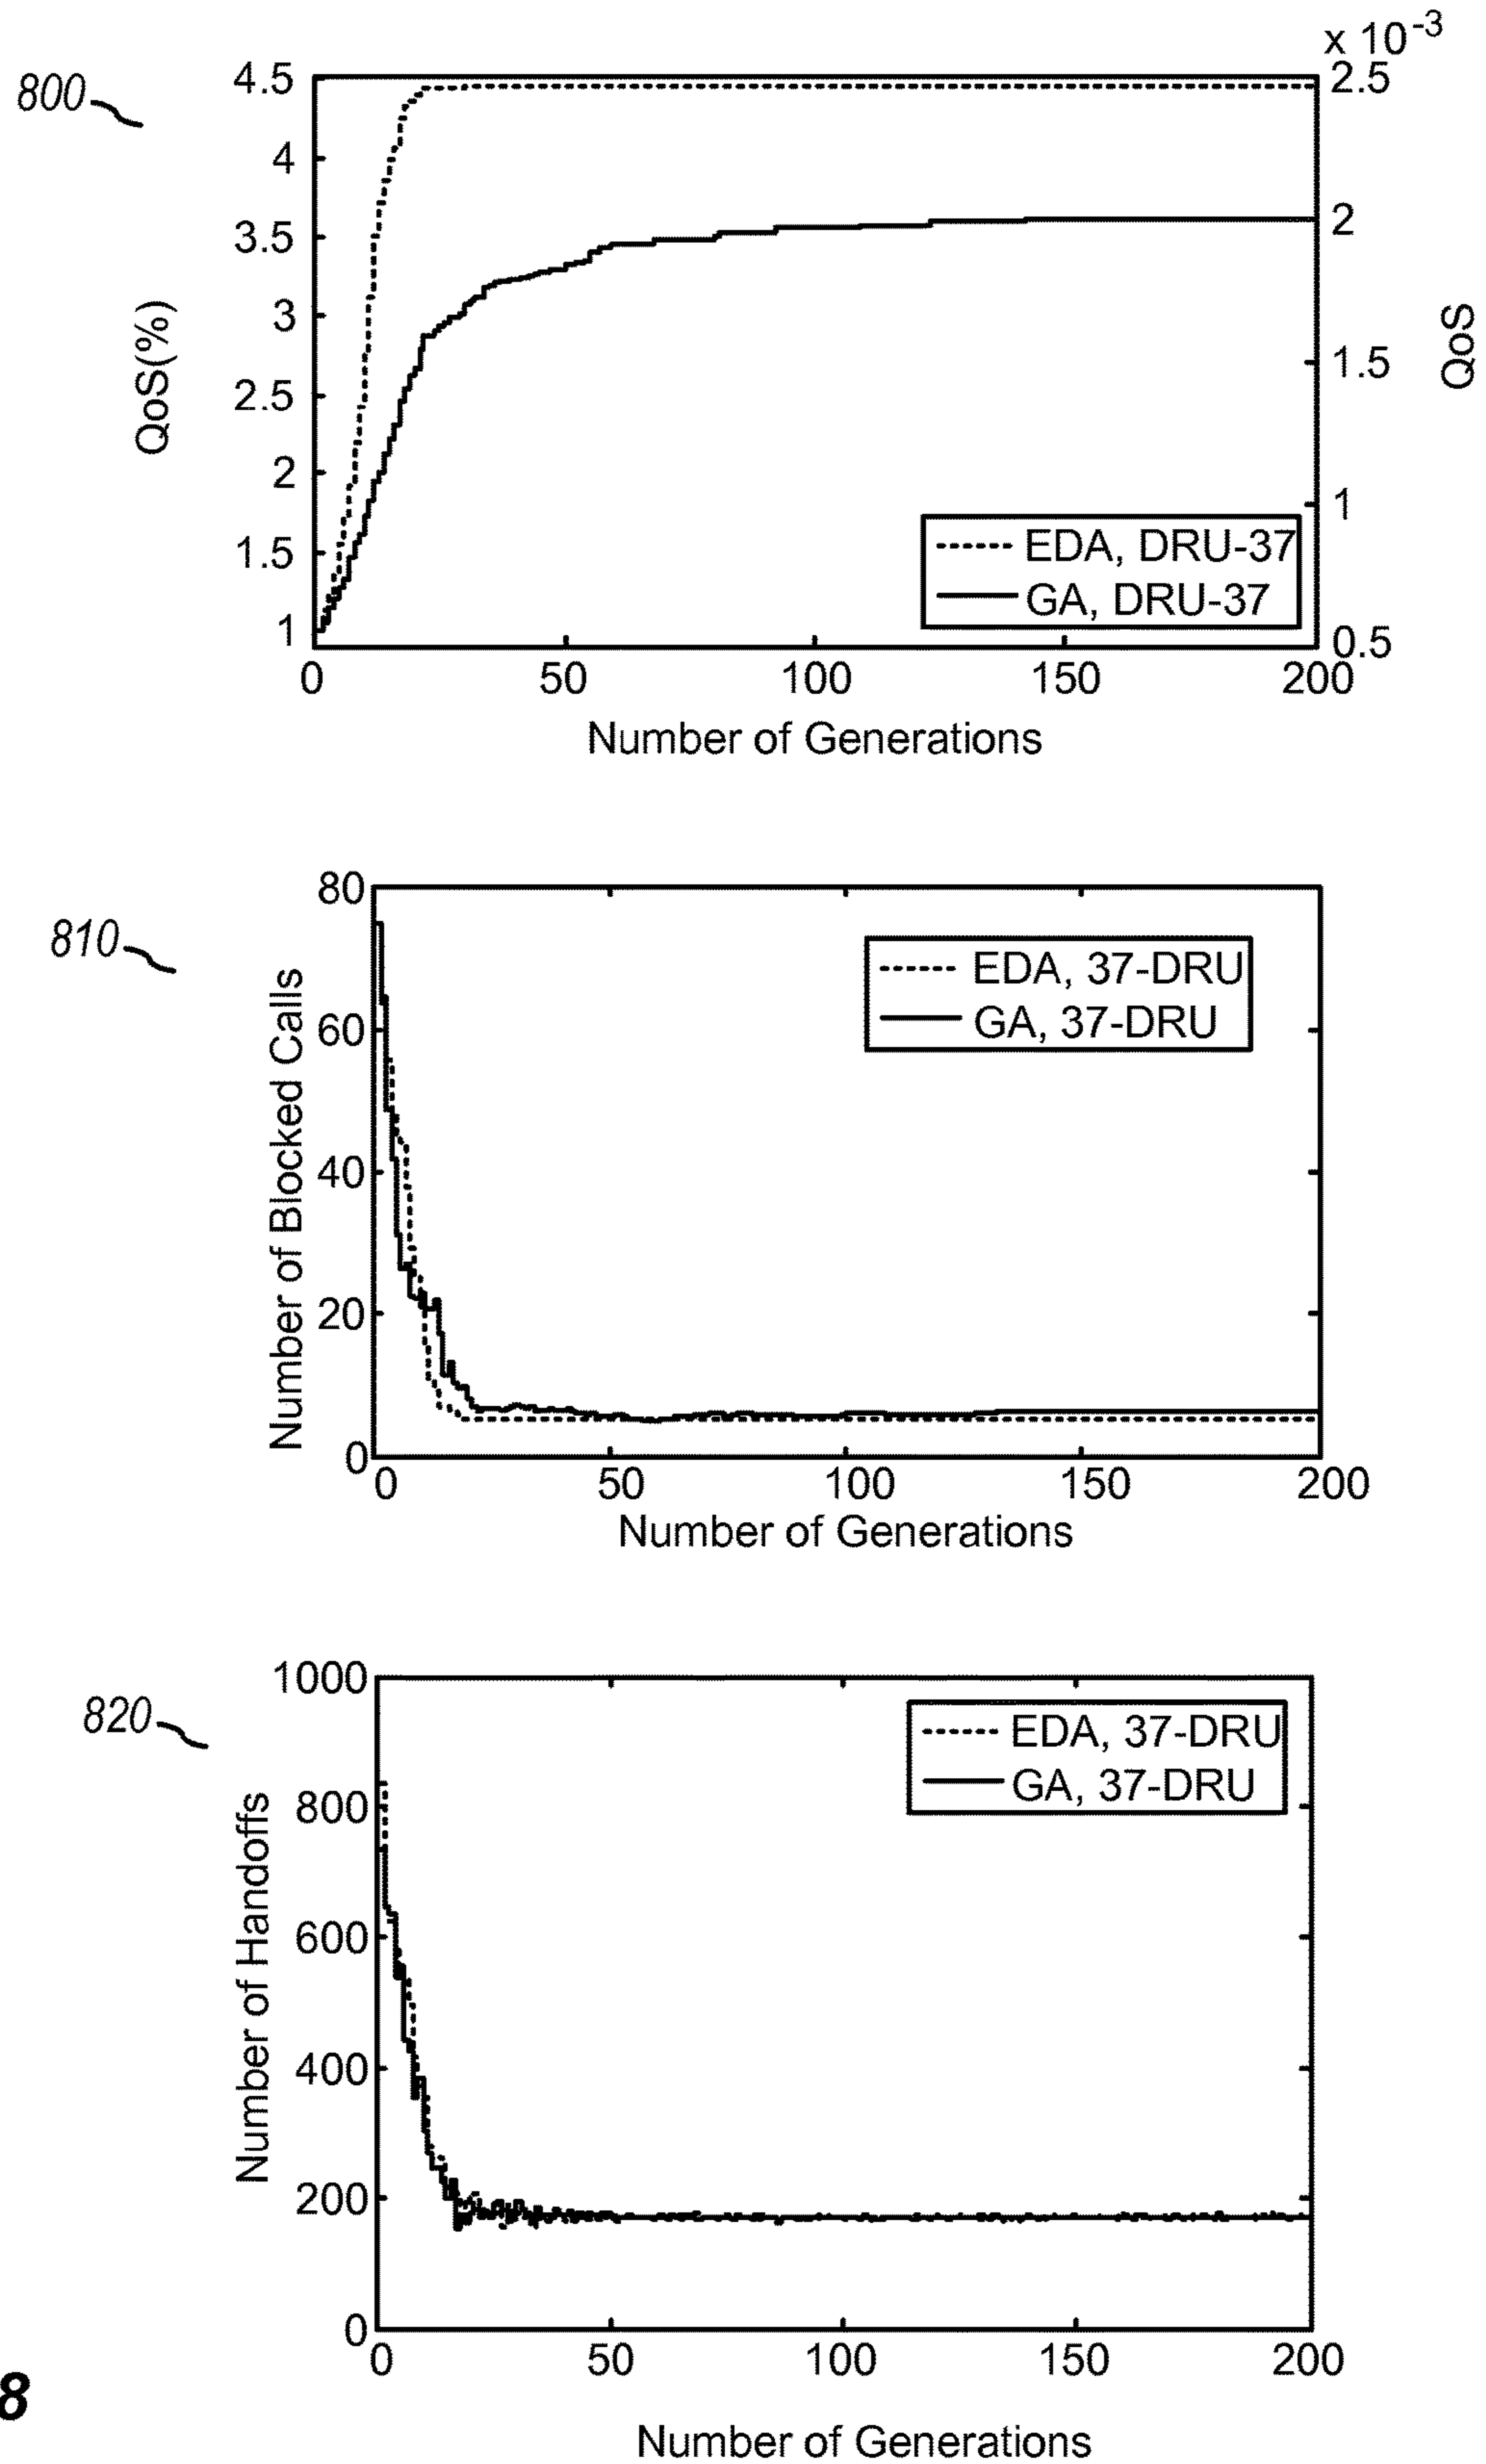 x 10-3
800
4.5
4
3.5
3
2.5
2
1.5
1
QoS(%)
2.5
2
1.5
1
0.5
QoS
EDA, DRU-37
GA, DRU-37
0 50 100 150 200
Number of Generations
810
80
60
40
20
0
Number of Blocked Calls
EDA, 37-DRU
GA, 37-DRU
0 50 100 150 200
Number of Generations
820
1000
800
600
400
200
0
Number of Handoffs
EDA, 37-DRU
GA, 37-DRU
0 50 100 150 200
Number of Generations
8